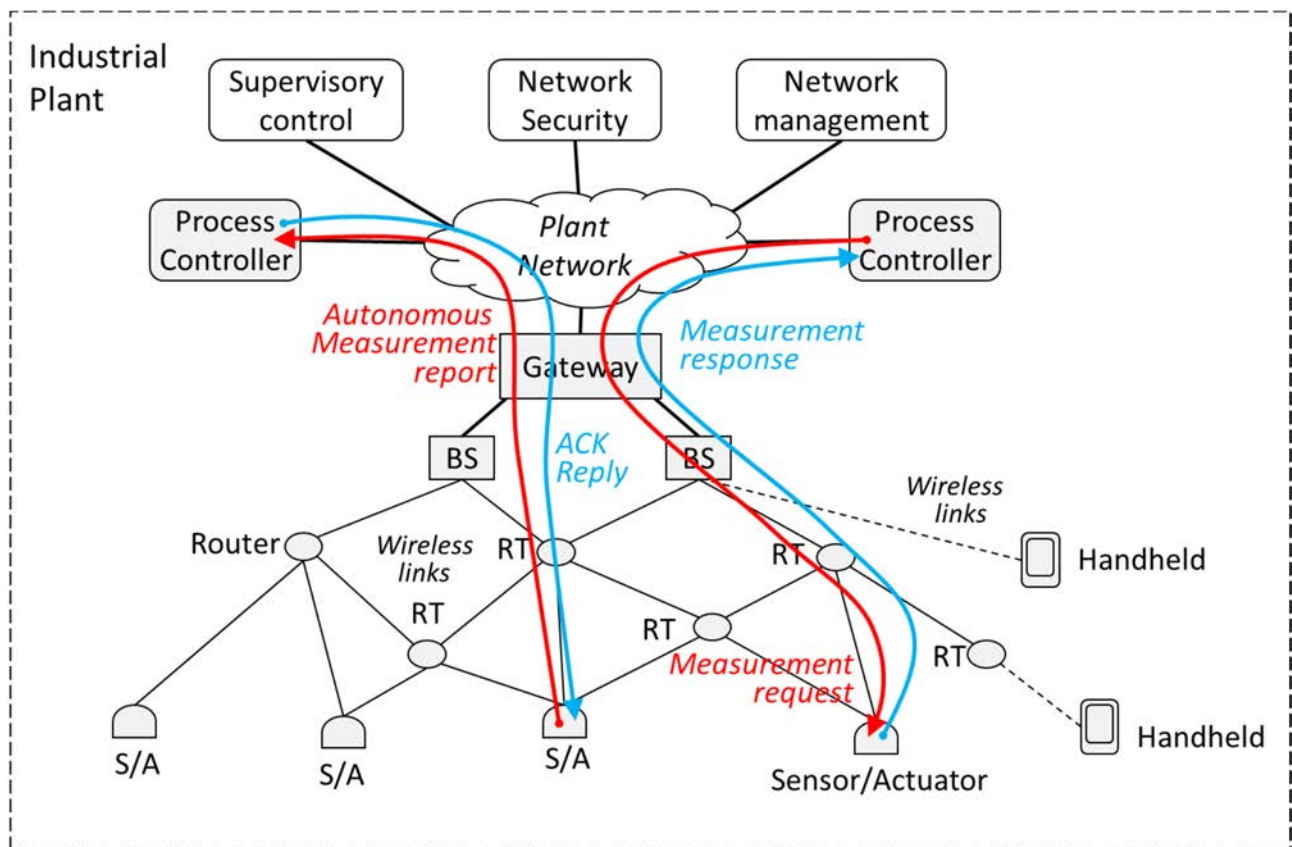 Industrial
Plant
Supervisory
control
Network
Security
Network
management
Process
Controller
Plant
Network
Process
Controller
Autonomous
Measurement
report
Measurement
response
Gateway
BS
ACK
Reply
BS
Wireless
links
Router
Wireless
links
RT
RT
Handheld
RT
RT
RT
Measurement
request
S/A
S/A
S/A
Sensor/Actuator
Handheld